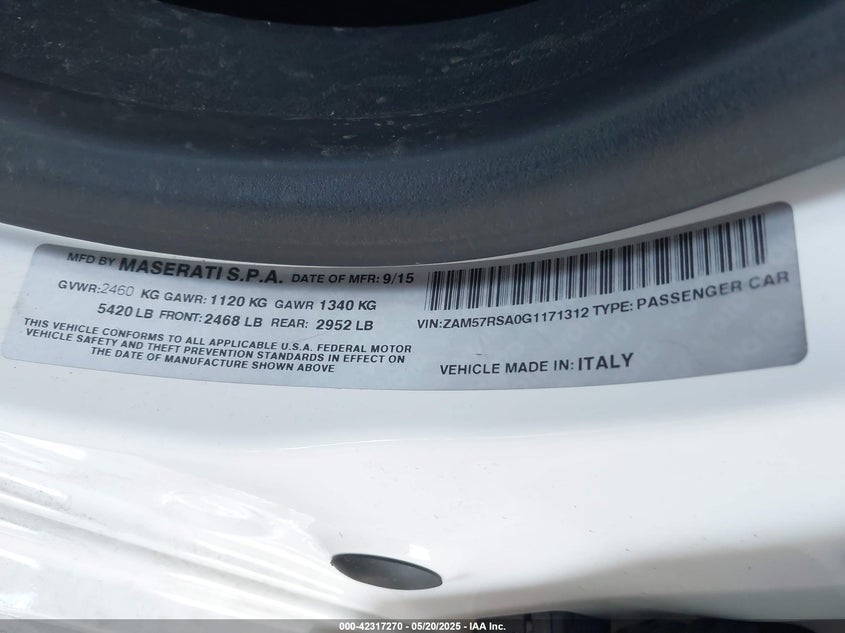 MFD BY MASERATI S.P.A. DATE OF MFR: 9/15
GVWR:2460 KG GAWR: 1120 KG GAWR 1340 KG
5420 LB FRONT: 2468 LB REAR: 2952 LB
THIS VEHICLE CONFORMS TO ALL APPLICABLE U.S.A. FEDERAL MOTOR
VEHICLE SAFETY AND THEFT PREVENTION STANDARDS IN EFFECT ON
THE DATE OF MANUFACTURE SHOWN ABOVE
VIN:ZAM57RSA0G1171312 TYPE: PASSENGER CAR
VEHICLE MADE IN: ITALY
000-42317270 - 05/20/2025 - IAA Inc.